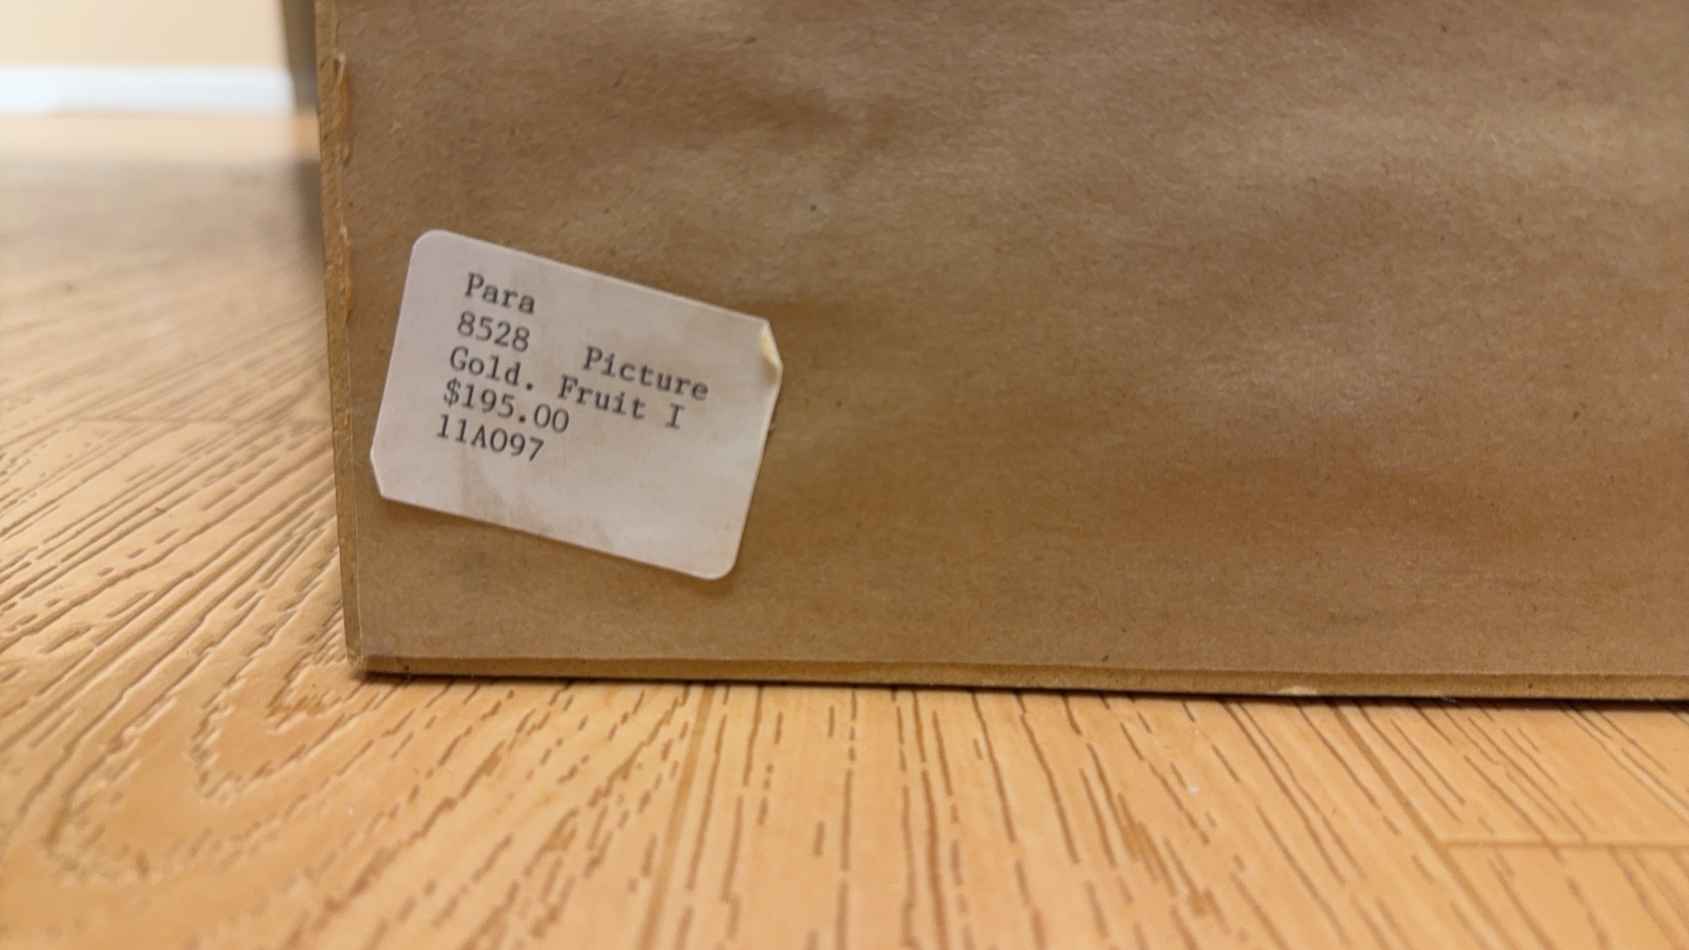 Para
8528 Picture
Gold. Fruit I
$195.00
11A097